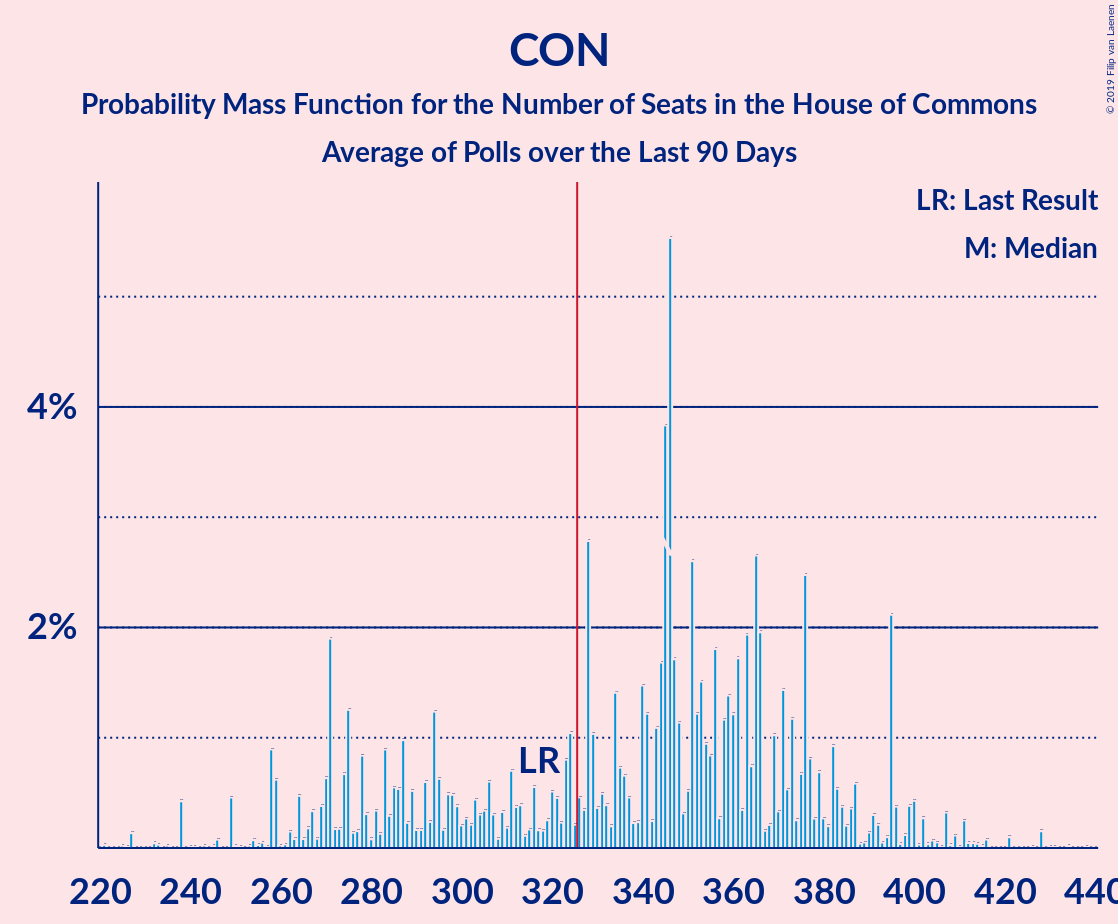 CON
Probability Mass Function for the Number of Seats in the House of Commons
Average of Polls over the Last 90 Days
© 2019 Filip van Laenen
LR: Last Result
M: Median
4%
2%
LR
220 240 260 280 300 320 340 360 380 400 420 440